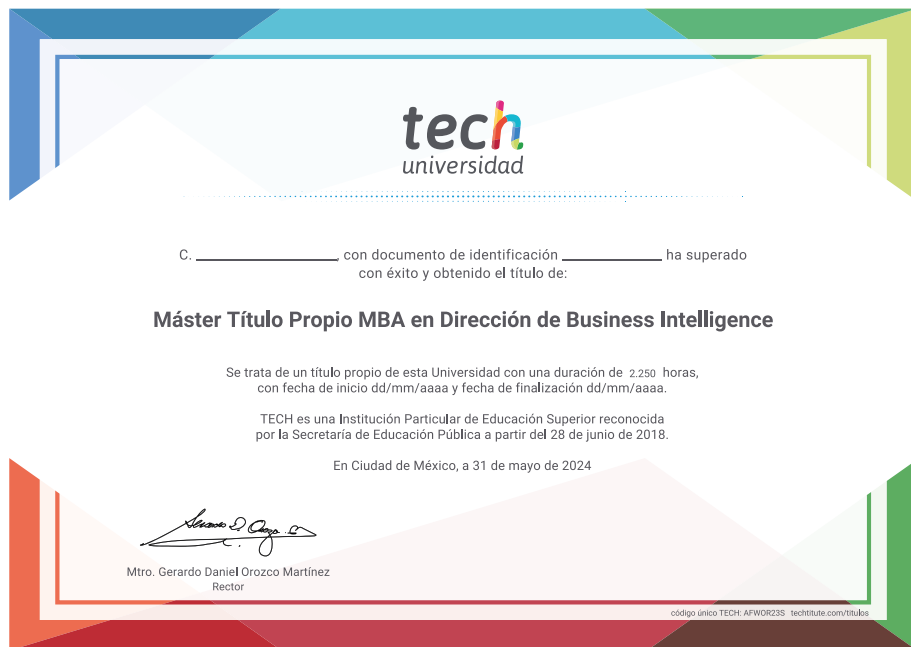 tech
universidad
C. ____________, con documento de identificación ____________ ha superado
con éxito y obtenido el título de:
Máster Título Propio MBA en Dirección de Business Intelligence
Se trata de un título propio de esta Universidad con una duración de 2.250 horas,
con fecha de inicio dd/mm/aaaa y fecha de finalización dd/mm/aaaa.
TECH es una Institución Particular de Educación Superior reconocida
por la Secretaría de Educación Pública a partir del 28 de junio de 2018.
En Ciudad de México, a 31 de mayo de 2024
Mtro. Gerardo Daniel Orozco Martínez
Rector
código único TECH: AFWOR23S techtitute.com/titulos